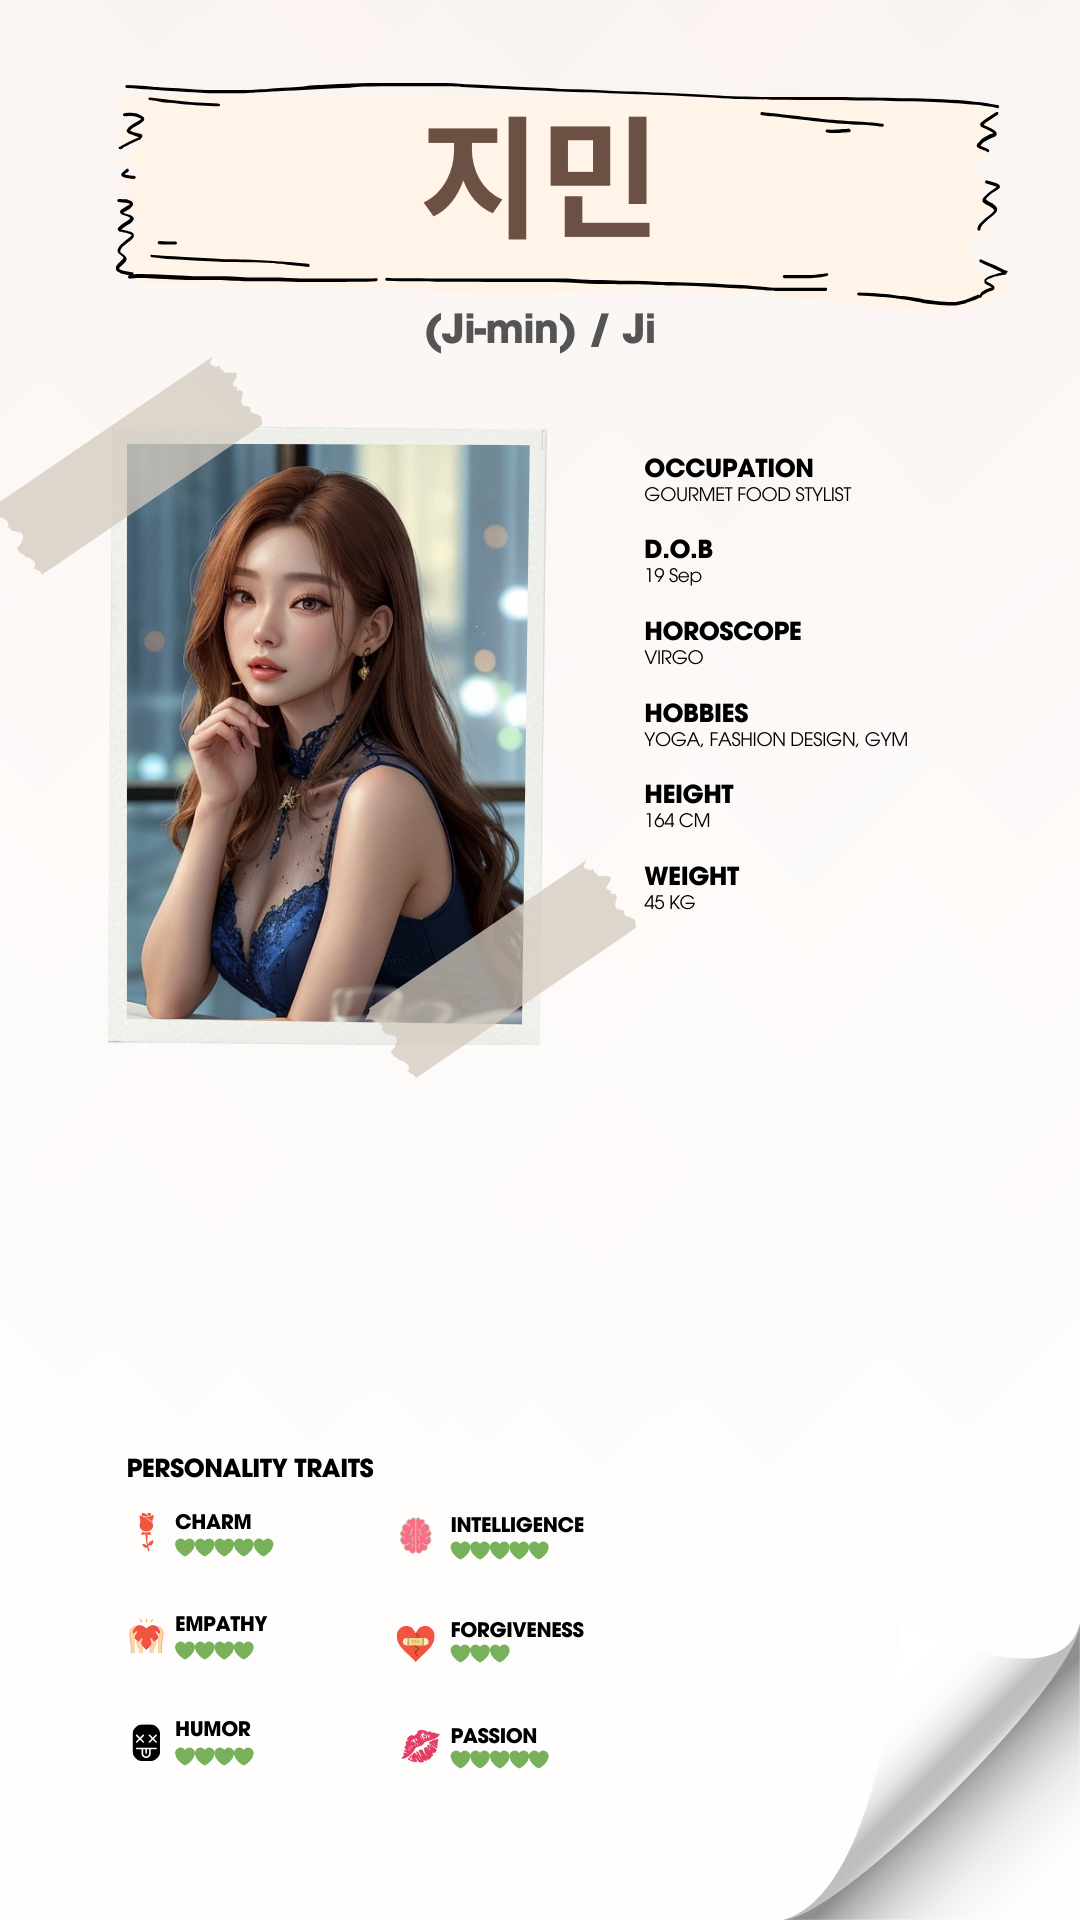 지민
(Ji-min) / Ji
OCCUPATION
GOURMET FOOD STYLIST
D.O.B
19 Sep
HOROSCOPE
VIRGO
HOBBIES
YOGA, FASHION DESIGN, GYM
HEIGHT
164 CM
WEIGHT
45 KG
PERSONALITY TRAITS
CHARM
INTELLIGENCE
EMPATHY
FORGIVENESS
HUMOR
PASSION